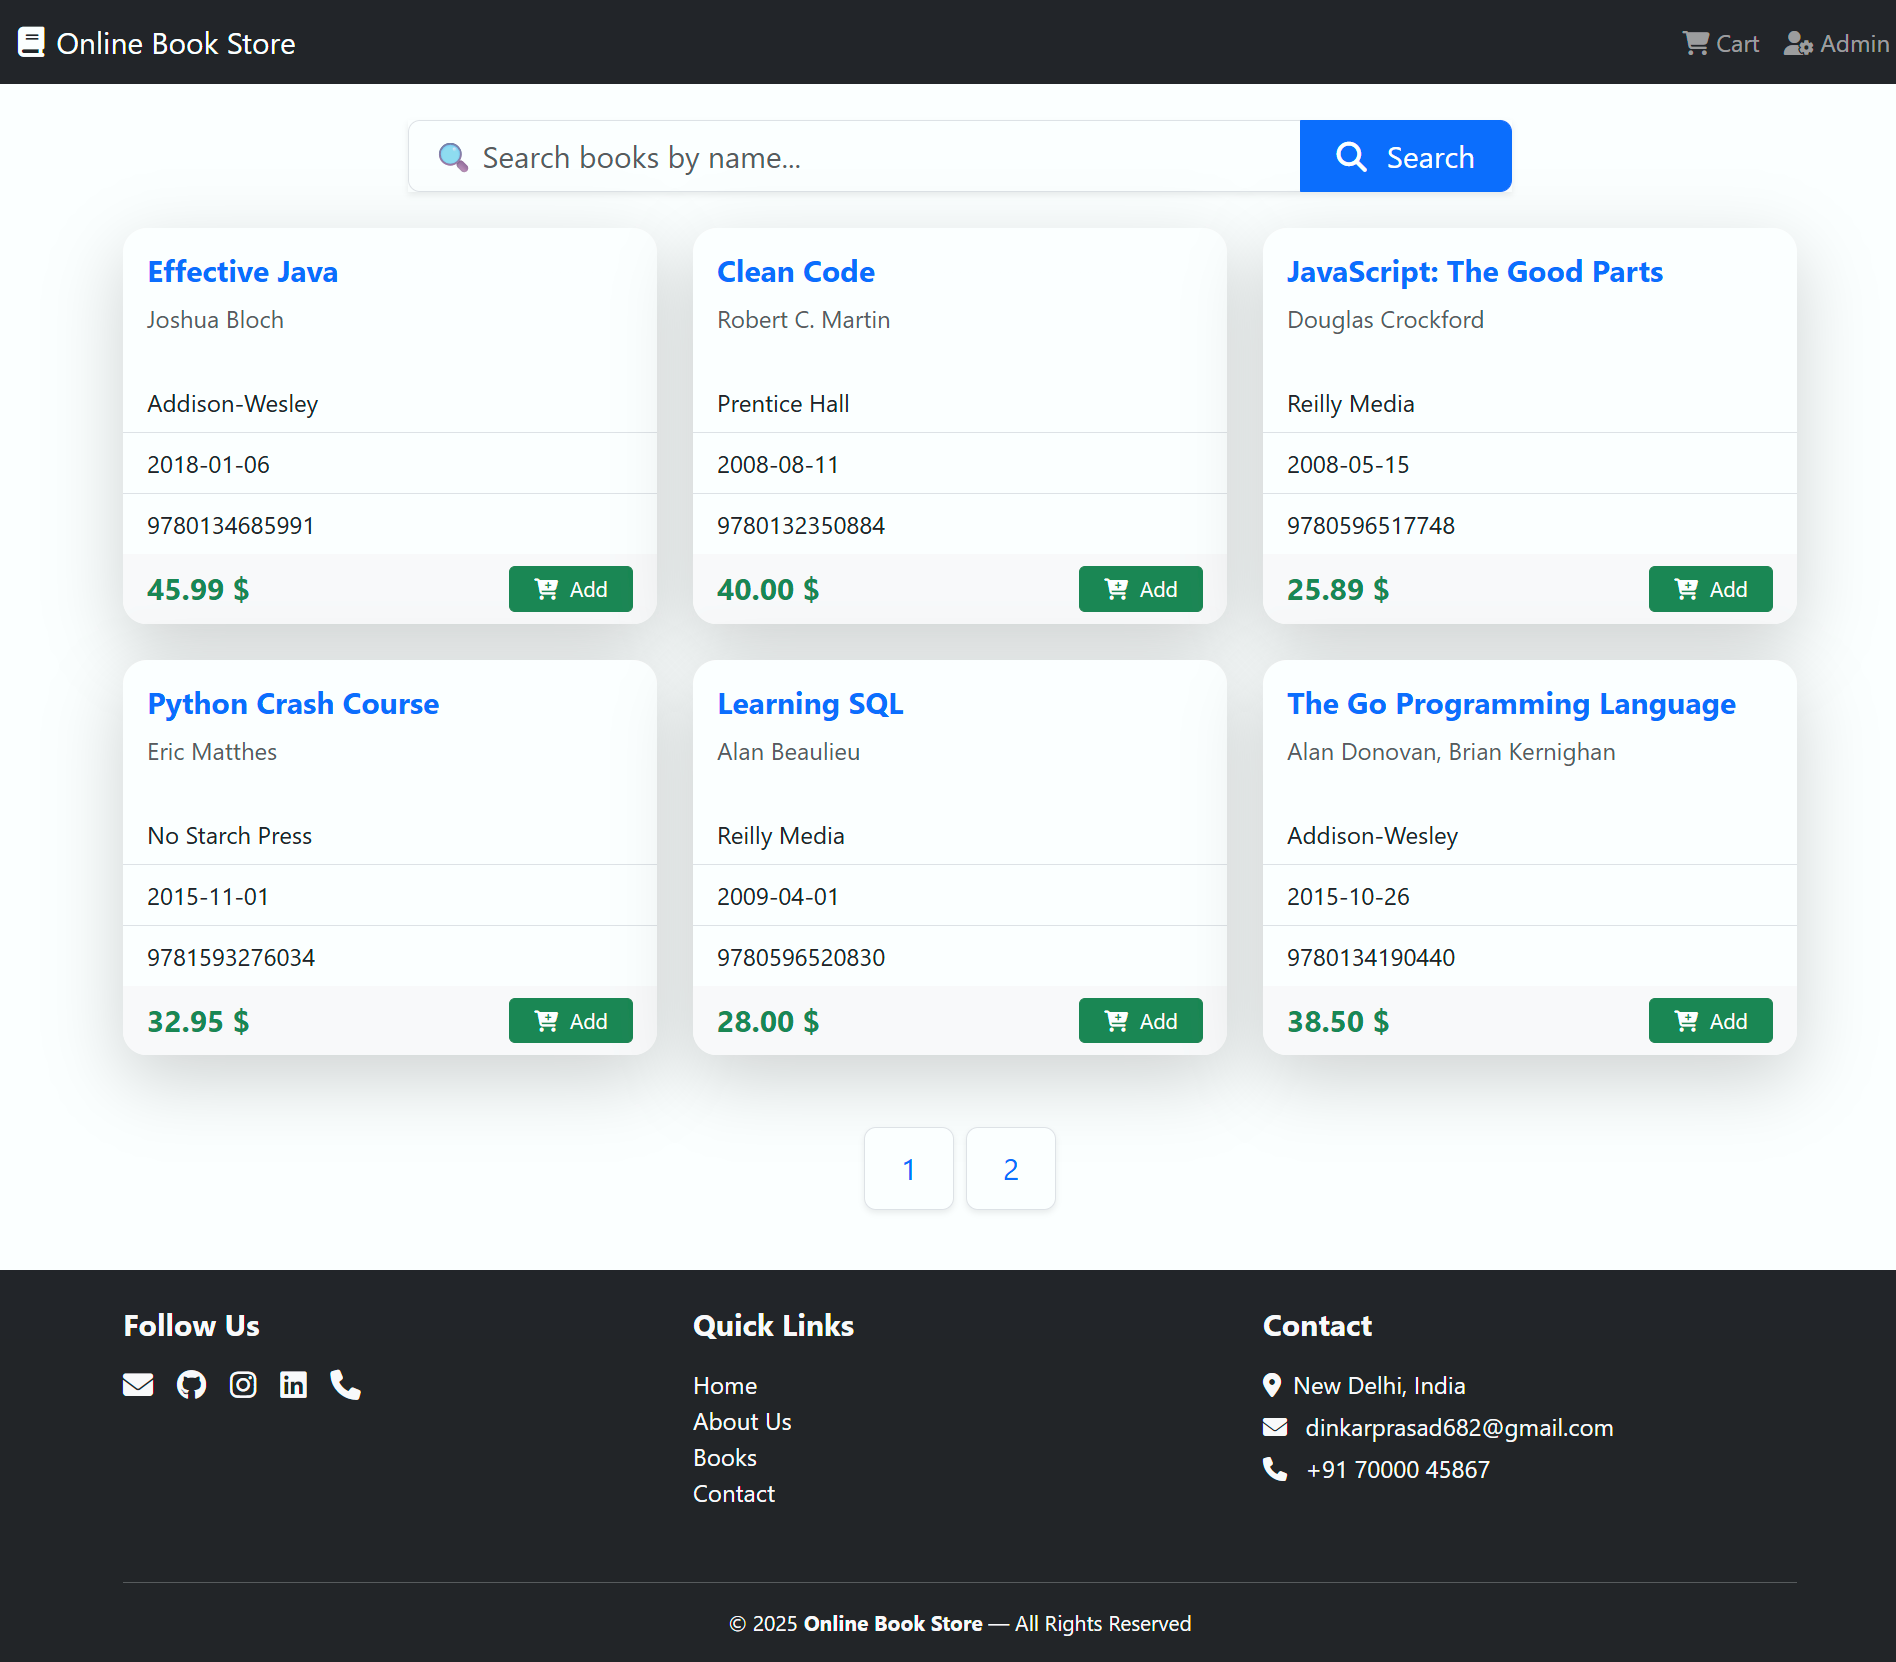 Online Book Store
Cart
Admin
Search books by name...
Search
Effective Java
Joshua Bloch
Addison-Wesley
2018-01-06
9780134685991
45.99 $
Add
Clean Code
Robert C. Martin
Prentice Hall
2008-08-11
9780132350884
40.00 $
Add
JavaScript: The Good Parts
Douglas Crockford
Reilly Media
2008-05-15
9780596517748
25.89 $
Add
Python Crash Course
Eric Matthes
No Starch Press
2015-11-01
9781593276034
32.95 $
Add
Learning SQL
Alan Beaulieu
Reilly Media
2009-04-01
9780596520830
28.00 $
Add
The Go Programming Language
Alan Donovan, Brian Kernighan
Addison-Wesley
2015-10-26
9780134190440
38.50 $
Add
1
2
Follow Us
Quick Links
Home
About Us
Books
Contact
Contact
New Delhi, India
dinkarprasad682@gmail.com
+91 70000 45867
© 2025 Online Book Store — All Rights Reserved